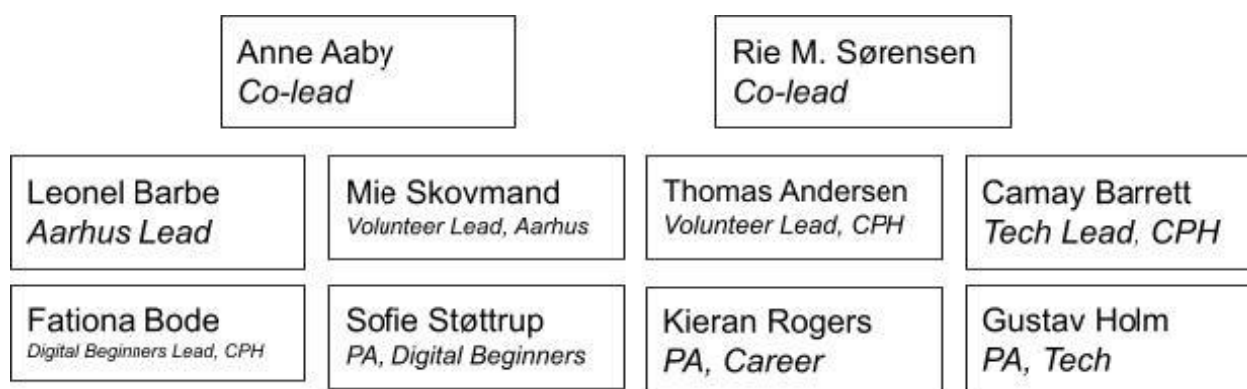 Anne Aaby
Co-lead
Rie M. Sørensen
Co-lead
Leonel Barbe
Aarhus Lead
Mie Skovmand
Volunteer Lead, Aarhus
Thomas Andersen
Volunteer Lead, CPH
Camay Barrett
Tech Lead, CPH
Fationa Bode
Digital Beginners Lead, CPH
Sofie Støttrup
PA, Digital Beginners
Kieran Rogers
PA, Career
Gustav Holm
PA, Tech